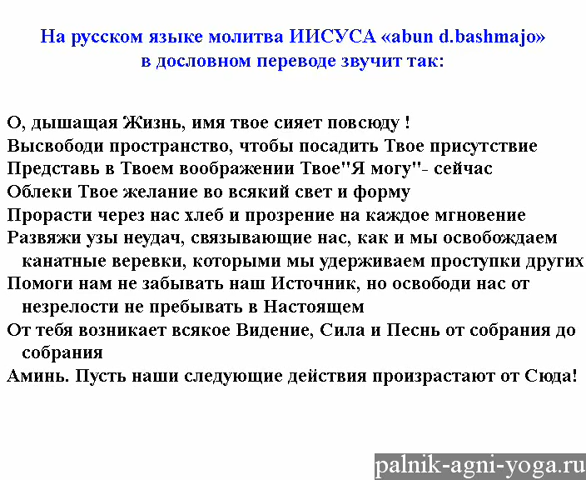 На русском языке молитва ИИСУСА «abun d.bashmajo»
в дословном переводе звучит так:
О, дышащая Жизнь, имя твое сияет повсюду !
Высвободи пространство, чтобы посадить Твое присутствие
Представь в Твоем воображении Твое"Я могу"- сейчас
Облеки Твое желание во всякий свет и форму
Прорасти через нас хлеб и прозрение на каждое мгновение
Развяжи узы неудач, связывающие нас, как и мы освобождаем
канатные веревки, которыми мы удерживаем проступки других
Помоги нам не забывать наш Источник, но освободи нас от
незрелости не пребывать в Настоящем
От тебя возникает всякое Видение, Сила и Песнь от собрания до
собрания
Аминь. Пусть наши следующие действия произрастают от Сюда!
palnik-agni-yoga.ru